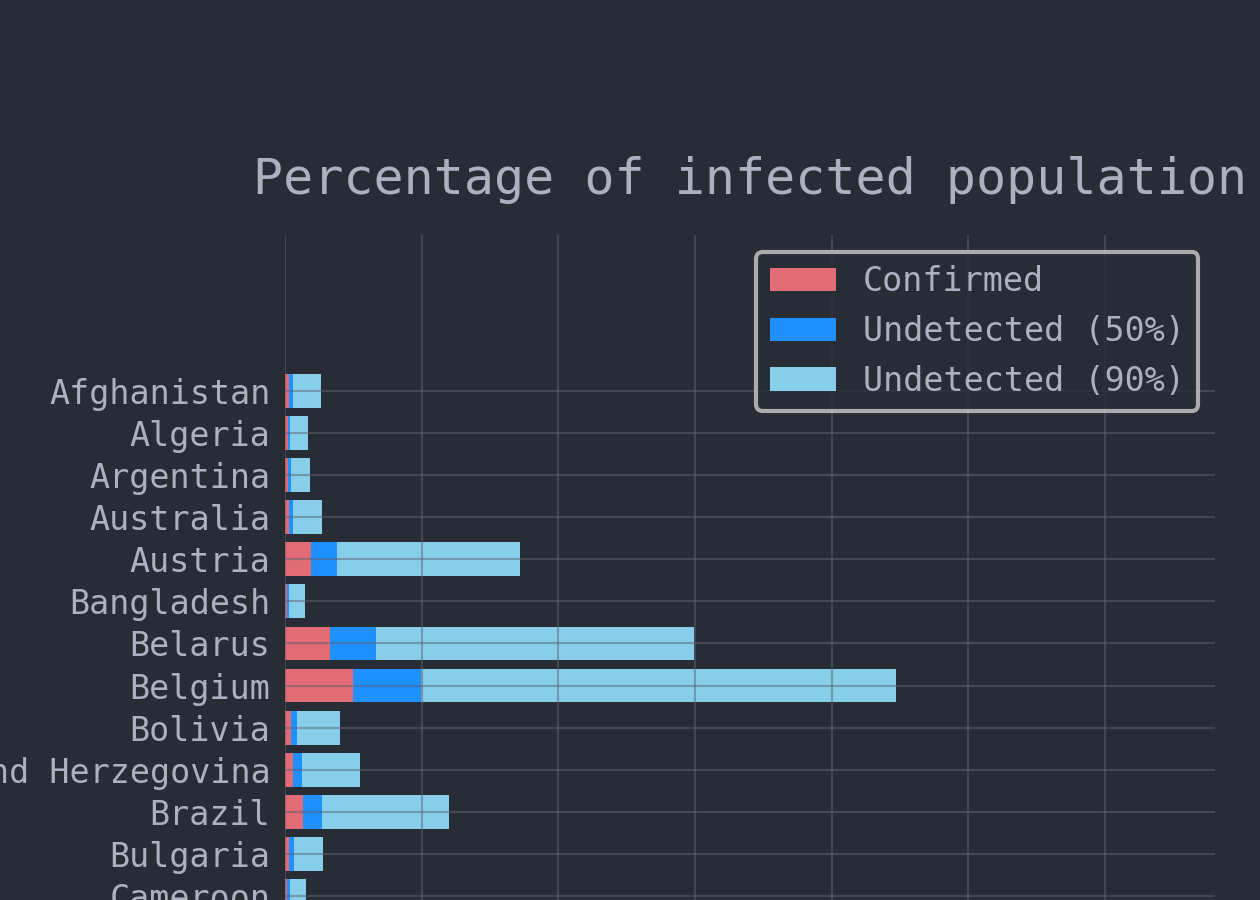 Percentage of infected population
Confirmed
Undetected (50%)
Undetected (90%)
Afghanistan
Algeria
Argentina
Australia
Austria
Bangladesh
Belarus
Belgium
Bolivia
nd Herzegovina
Brazil
Bulgaria
Cameroon